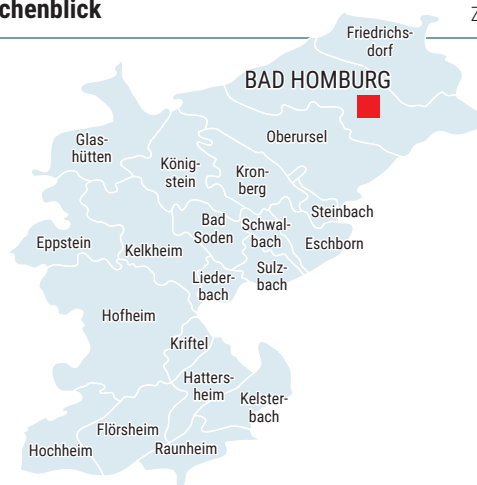 chenblick
Z
Friedrichs-
dorf
BAD HOMBURG
Oberursel
Glas-
hütten
König-
stein
Kron-
berg
Steinbach
Bad
Soden
Schwal-
bach
Eschborn
Eppstein
Kelkheim
Sulz-
bach
Lieder-
bach
Hofheim
Kriftel
Hatters-
heim
Kelster-
bach
Flörsheim
Hochheim
Raunheim